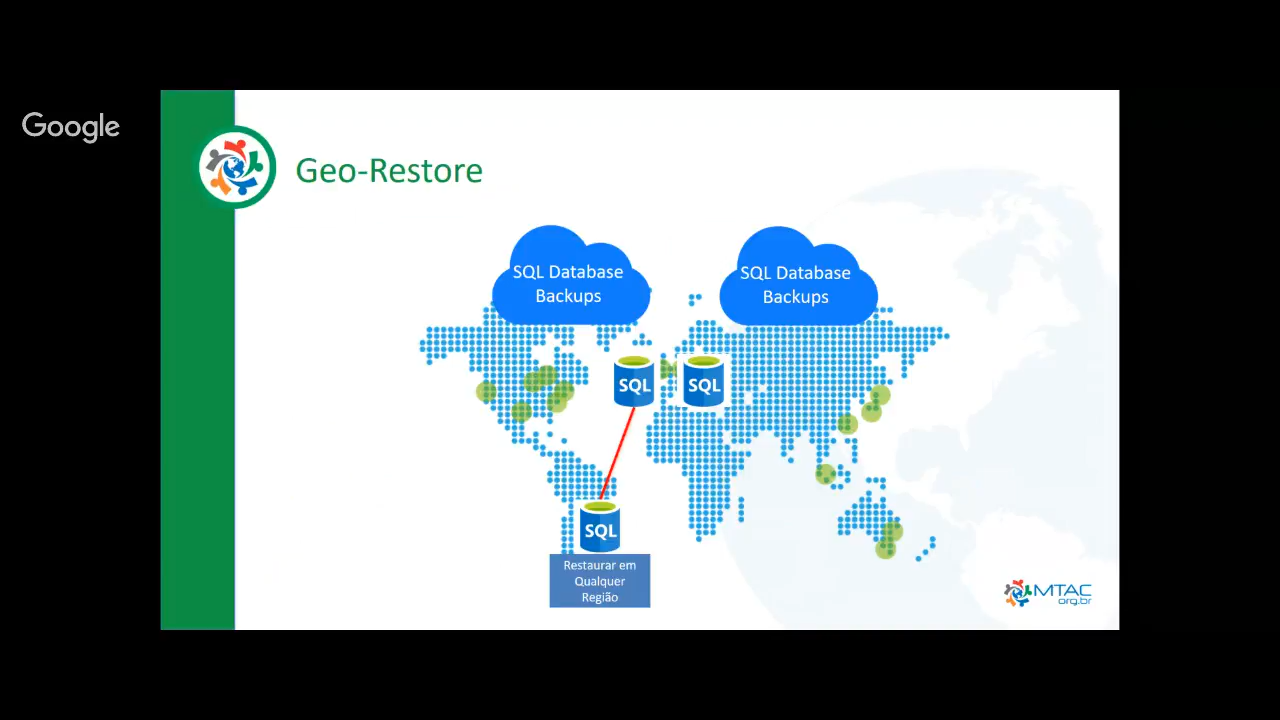 Google
Geo-Restore
SQL Database
Backups
SQL Database
Backups
SQL
SQL
SQL
Restaurar em
Qualquer
Região
MTAC
org.br